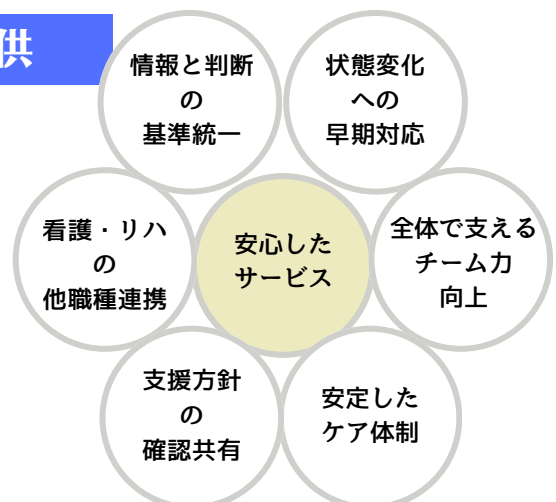 供
情報と判断
の
基準統一
状態変化
への
早期対応
看護・リハ
の
他職種連携
安心した
サービス
全体で支える
チーム力
向上
支援方針
の
確認共有
安定した
ケア体制